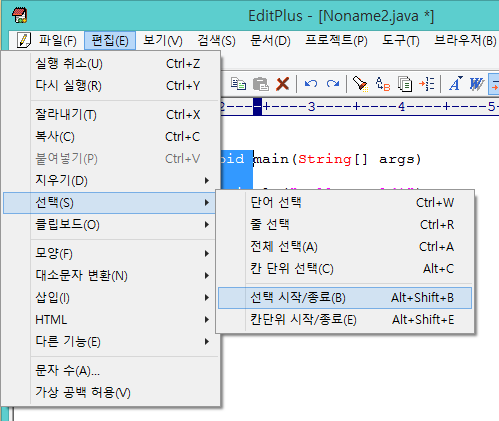 EditPlus - [Noname2.java *]
파일(F) 편집(E) 보기(V) 검색(S) 문서(D) 프로젝트(P) 도구(T) 브라우저(B)
실행 취소(U) Ctrl+Z
다시 실행(R) Ctrl+Y
잘라내기(T) Ctrl+X
복사(C) Ctrl+C
붙여넣기(P) Ctrl+V
지우기(D)
선택(S)
클립보드(O)
모양(F)
대소문자 변환(N)
삽입(I)
HTML
다른 기능(E)
문자 수(A)...
가상 공백 허용(V)
단어 선택 Ctrl+W
줄 선택 Ctrl+R
전체 선택(A) Ctrl+A
칸 단위 선택(C) Alt+C
선택 시작/종료(B) Alt+Shift+B
칸단위 시작/종료(E) Alt+Shift+E
2----+----3----+----4----+----5-
main(String[] args)